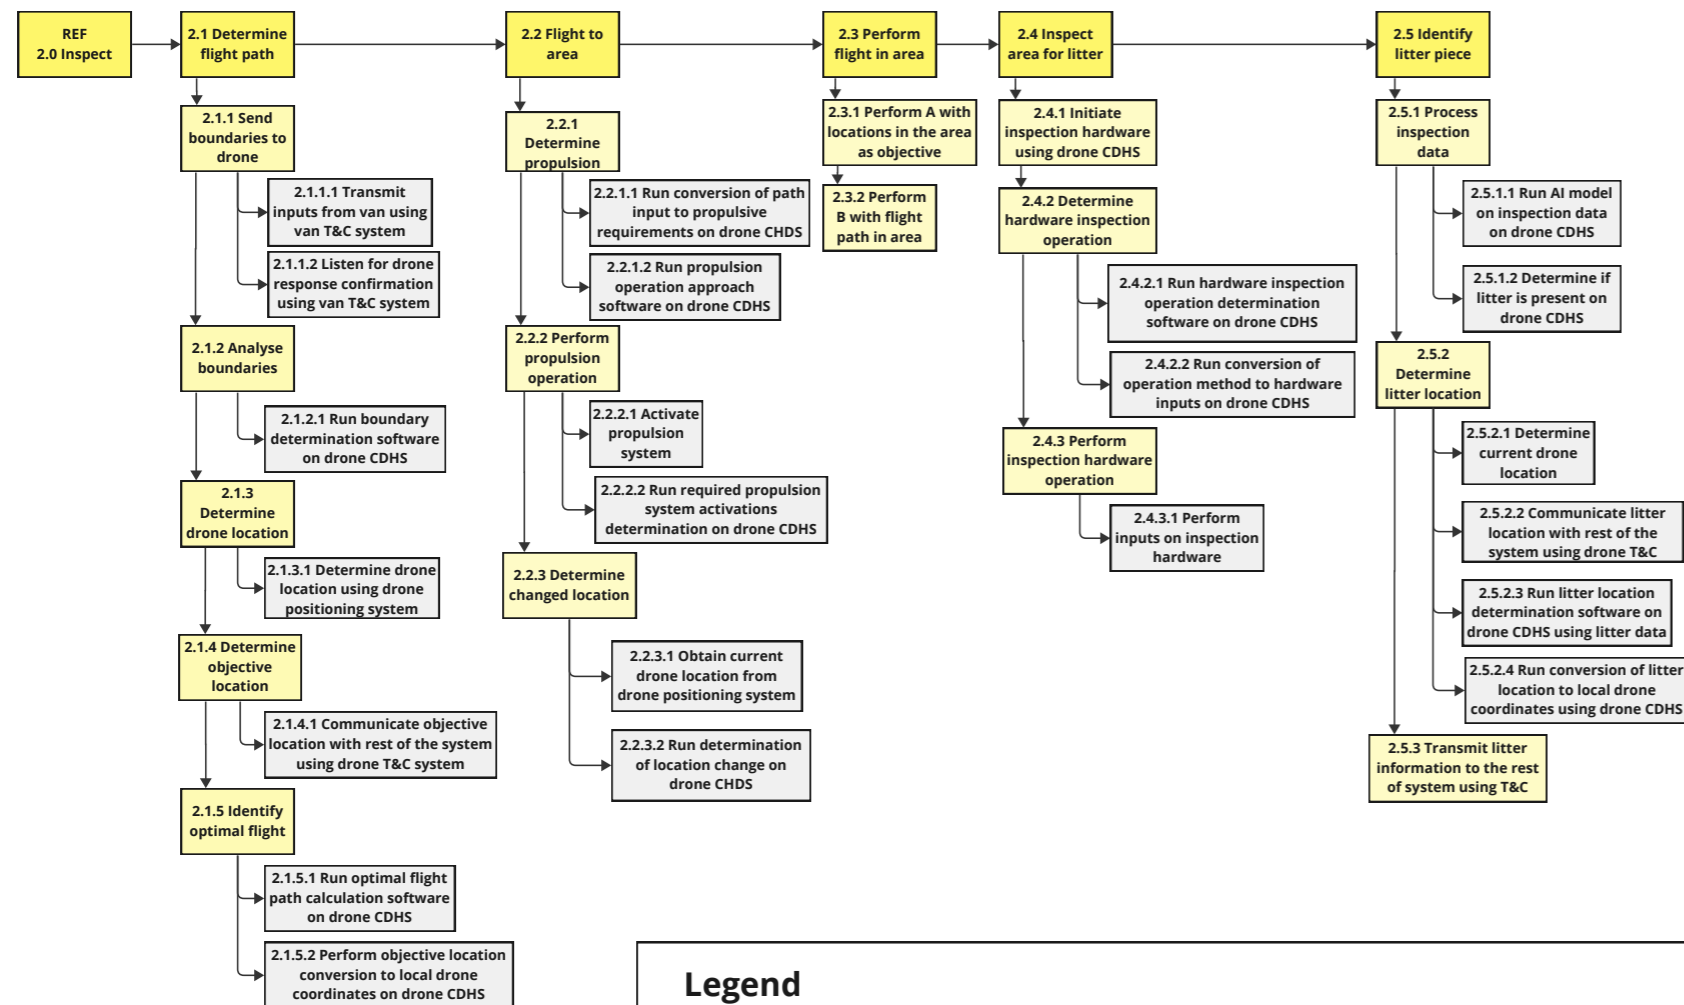 REF
2.0 Inspect
2.1 Determine
flight path
2.2 Flight to
area
2.3 Perform
flight in area
2.4 Inspect
area for litter
2.5 Identify
litter piece
2.1.1 Send
boundaries to
drone
2.1.1.1 Transmit
inputs from van using
van T&C system
2.1.1.2 Listen for drone
response confirmation
using van T&C system
2.1.2 Analyse
boundaries
2.1.2.1 Run boundary
determination software
on drone CDHS
2.1.3
Determine
drone location
2.1.3.1 Determine drone
location using drone
positioning system
2.1.4 Determine
objective
location
2.1.4.1 Communicate objective
location with rest of the system
using drone T&C system
2.1.5 Identify
optimal flight
2.1.5.1 Run optimal flight
path calculation software
on drone CDHS
2.1.5.2 Perform objective location
conversion to local drone
coordinates on drone CDHS
2.2.1
Determine
propulsion
2.2.1.1 Run conversion of path
input to propulsive
requirements on drone CHDS
2.2.1.2 Run propulsion
operation approach
software on drone CDHS
2.2.2 Perform
propulsion
operation
2.2.2.1 Activate
propulsion
system
2.2.2.2 Run required propulsion
system activations
determination on drone CDHS
2.2.3 Determine
changed location
2.2.3.1 Obtain current
drone location from
drone positioning system
2.2.3.2 Run determination
of location change on
drone CHDS
2.3.1 Perform A with
locations in the area
as objective
2.3.2 Perform
B with flight
path in area
2.4.1 Initiate
inspection hardware
using drone CDHS
2.4.2 Determine
hardware inspection
operation
2.4.2.1 Run hardware inspection
operation determination
software on drone CDHS
2.4.2.2 Run conversion of
operation method to hardware
inputs on drone CDHS
2.4.3 Perform
inspection hardware
operation
2.4.3.1 Perform
inputs on inspection
hardware
2.5.1 Process
inspection
data
2.5.1.1 Run AI model
on inspection data
on drone CDHS
2.5.1.2 Determine if
litter is present on
drone CDHS
2.5.2
Determine
litter location
2.5.2.1 Determine
current drone
location
2.5.2.2 Communicate litter
location with rest of the
system using drone T&C
2.5.2.3 Run litter location
determination software on
drone CDHS using litter data
2.5.2.4 Run conversion of litter
location to local drone
coordinates using drone CDHS
2.5.3 Transmit litter
information to the rest
of system using T&C
Legend